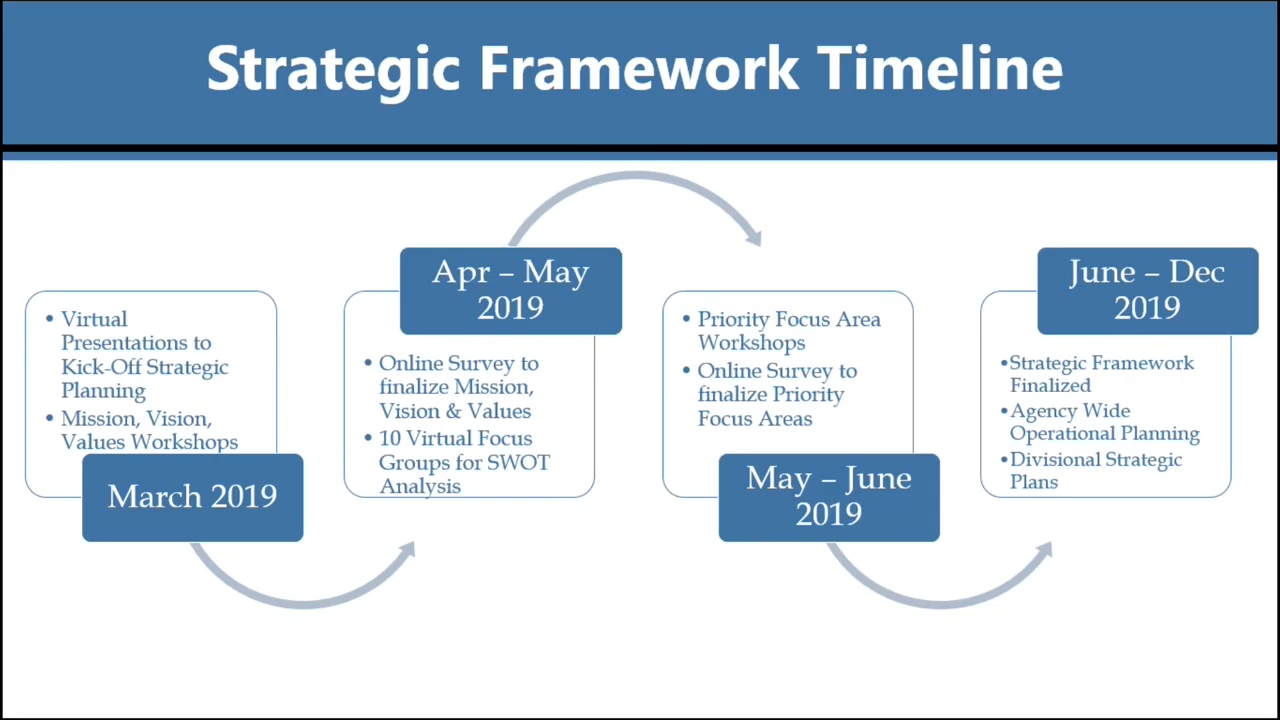 Strategic Framework Timeline
• Virtual
Presentations to
Kick-Off Strategic
Planning
• Mission, Vision,
Values Workshops
March 2019
Apr – May
2019
• Online Survey to
finalize Mission,
Vision & Values
• 10 Virtual Focus
Groups for SWOT
Analysis
• Priority Focus Area
Workshops
• Online Survey to
finalize Priority
Focus Areas
May – June
2019
June – Dec
2019
•Strategic Framework
Finalized
•Agency Wide
Operational Planning
•Divisional Strategic
Plans